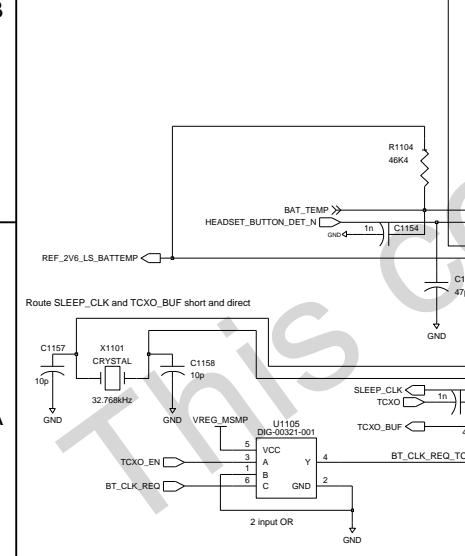 B
R1104
46K4
BAT_TEMP
HEADSET_BUTTON_DET_N
1n
C1154
GND
REF_2V6_LS_BATTEMP
GND
Route SLEEP_CLK and TCXO_BUF short and direct
C1157
X1101
CRYSTAL
C1158
10p
10p
32.768kHz
GND
GND
SLEEP_CLK
1n
TCXO
VREG_MSMP
U1105
DIG-00321-001
TCXO_BUF
5
VCC
TCXO_EN
3
A
Y
4
BT_CLK_REQ_TC
1
B
BT_CLK_REQ
6
C
GND
2
2 input OR
GND
A
This co